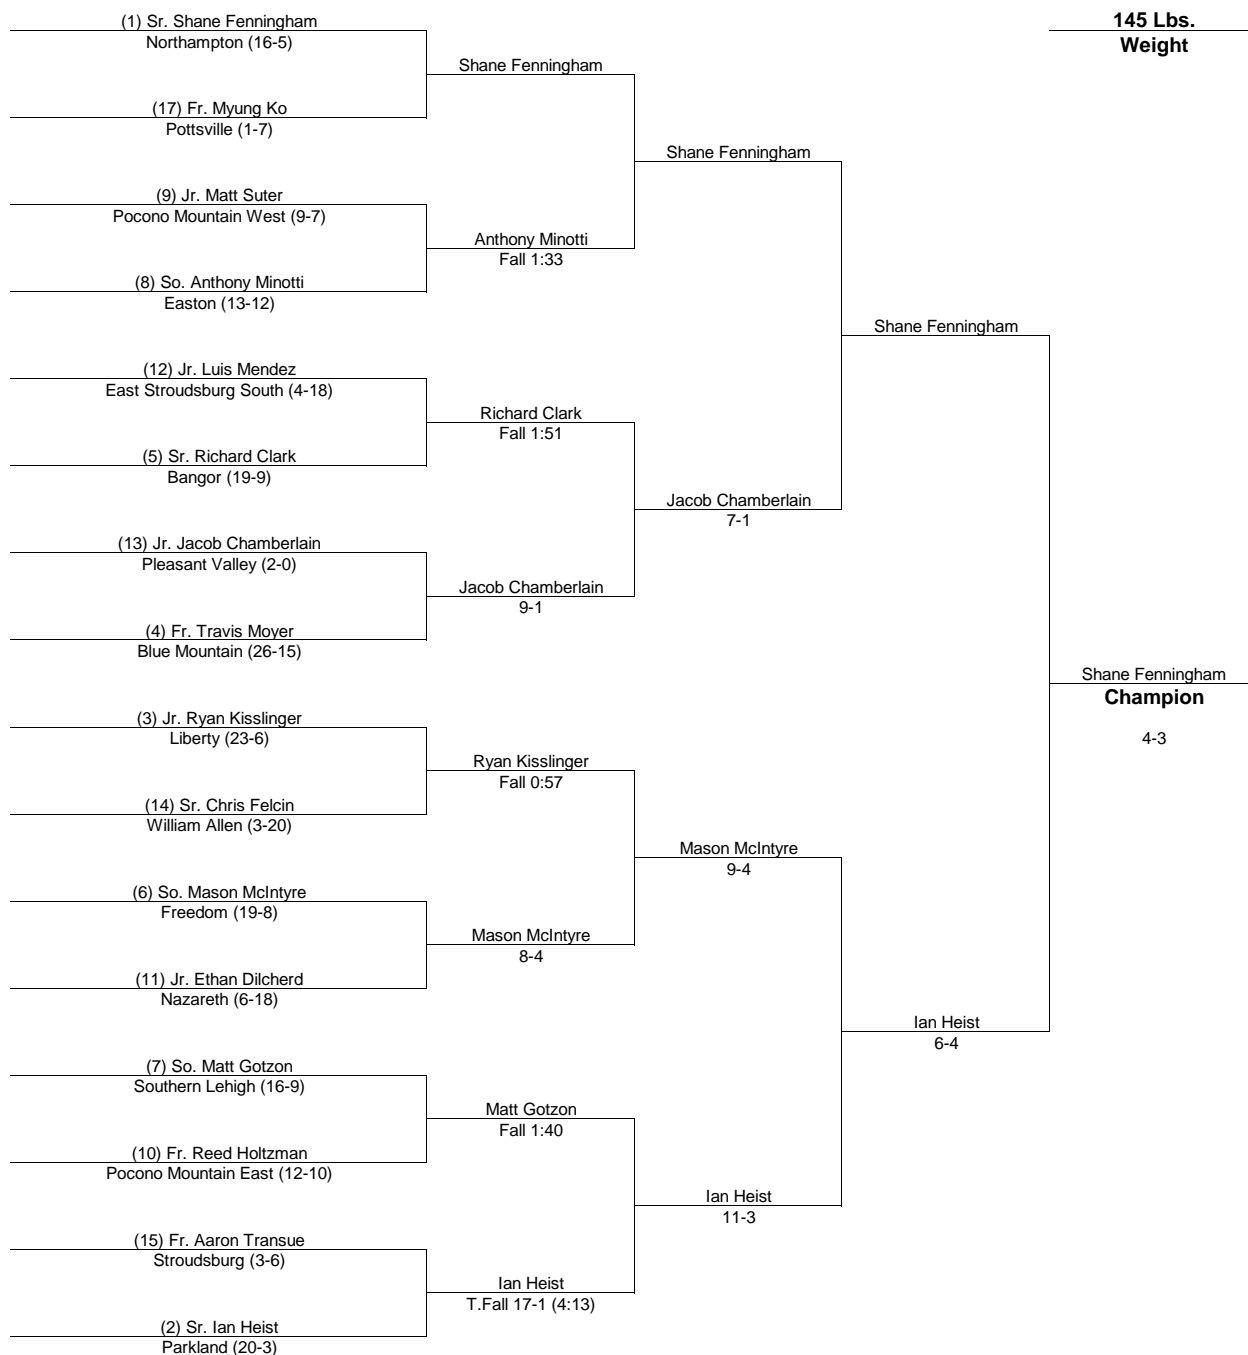 (1) Sr. Shane Fenningham
Northampton (16-5)
145 Lbs.
Weight
Shane Fenningham
(17) Fr. Myung Ko
Pottsville (1-7)
Shane Fenningham
(9) Jr. Matt Suter
Pocono Mountain West (9-7)
Anthony Minotti
Fall 1:33
(8) So. Anthony Minotti
Easton (13-12)
Shane Fenningham
(12) Jr. Luis Mendez
East Stroudsburg South (4-18)
Richard Clark
Fall 1:51
(5) Sr. Richard Clark
Bangor (19-9)
Jacob Chamberlain
7-1
(13) Jr. Jacob Chamberlain
Pleasant Valley (2-0)
Jacob Chamberlain
9-1
(4) Fr. Travis Moyer
Blue Mountain (26-15)
Shane Fenningham
Champion
4-3
(3) Jr. Ryan Kisslinger
Liberty (23-6)
Ryan Kisslinger
Fall 0:57
(14) Sr. Chris Felcin
William Allen (3-20)
Mason McIntyre
9-4
(6) So. Mason McIntyre
Freedom (19-8)
Mason McIntyre
8-4
(11) Jr. Ethan Dilcherd
Nazareth (6-18)
Ian Heist
6-4
(7) So. Matt Gotzon
Southern Lehigh (16-9)
Matt Gotzon
Fall 1:40
(10) Fr. Reed Holtzman
Pocono Mountain East (12-10)
Ian Heist
11-3
(15) Fr. Aaron Transue
Stroudsburg (3-6)
Ian Heist
T.Fall 17-1 (4:13)
(2) Sr. Ian Heist
Parkland (20-3)